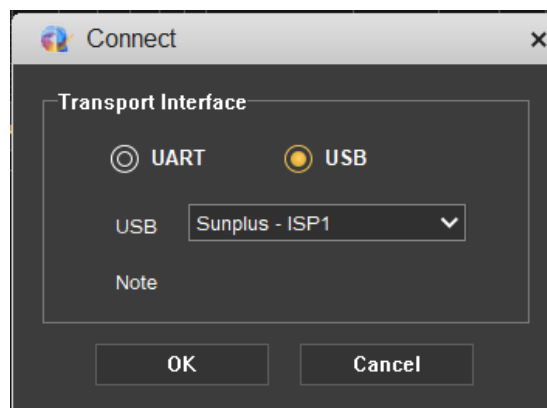 Connect
Transport Interface
UART USB
USB Sunplus - ISP1
Note
OK Cancel